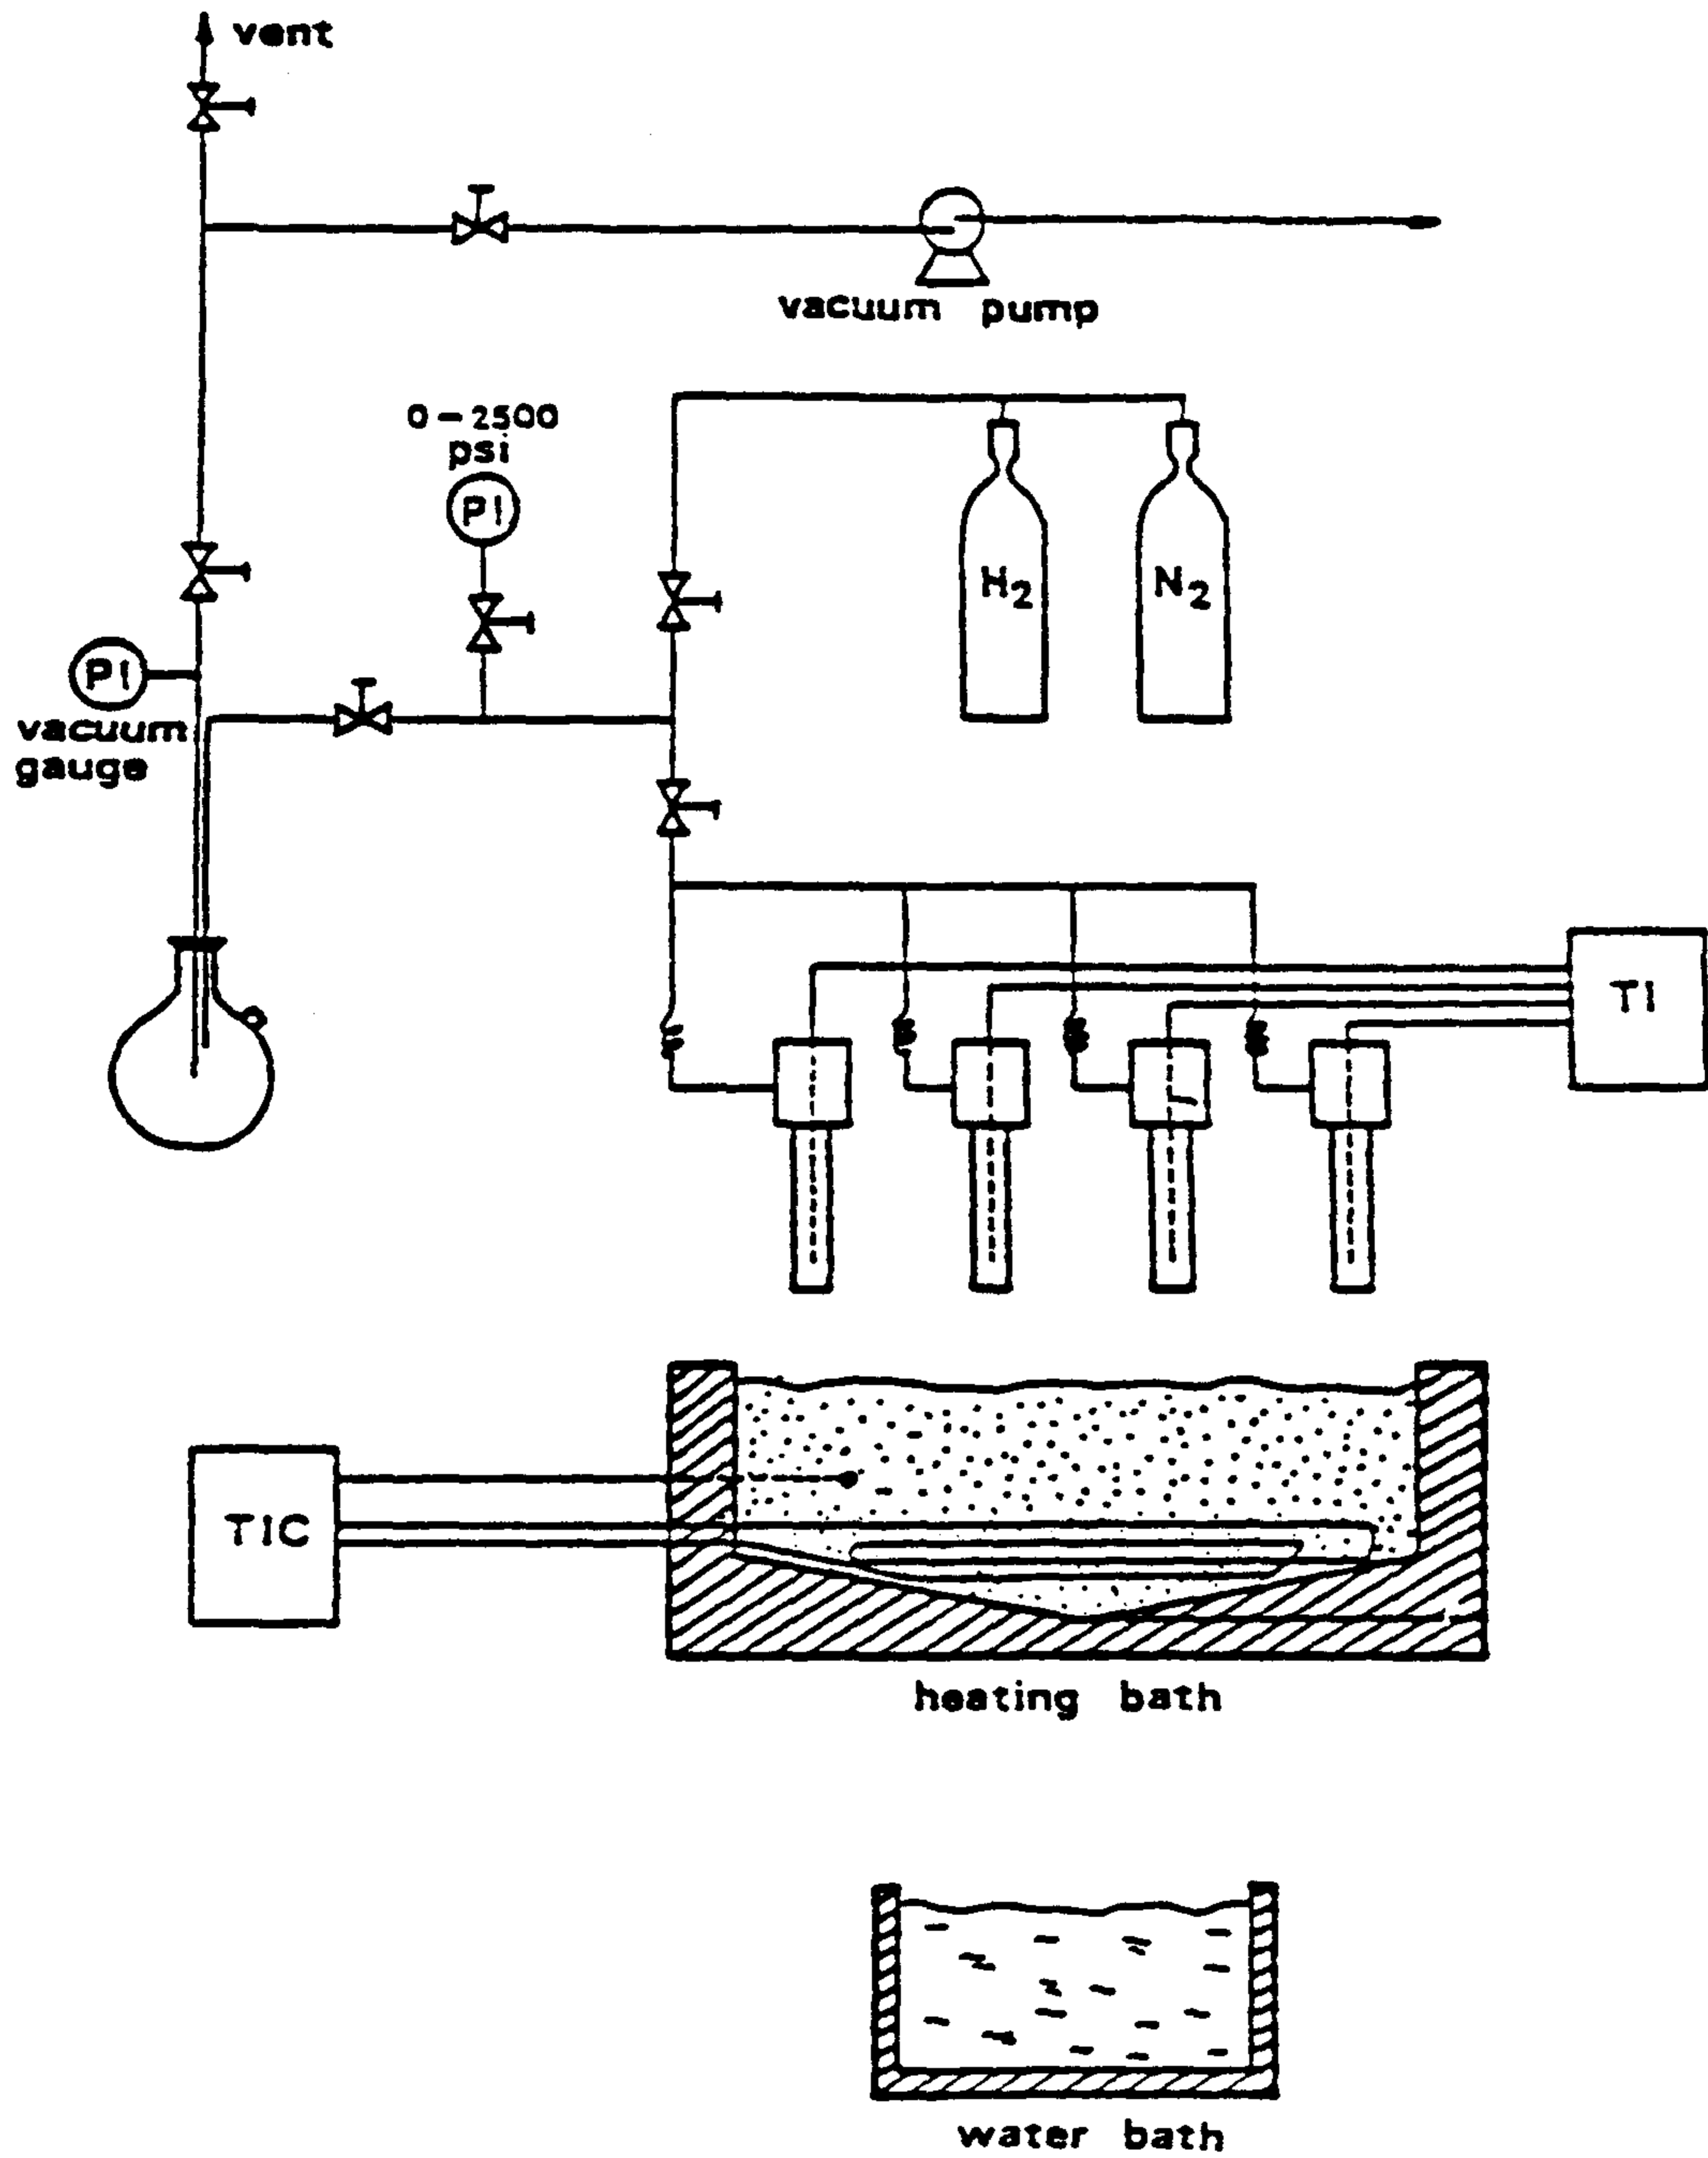 vent
vacuum pump
0-2500
psi
PI
H2
N2
PI
vacuum
gauge
TI
TIC
heating bath
water bath